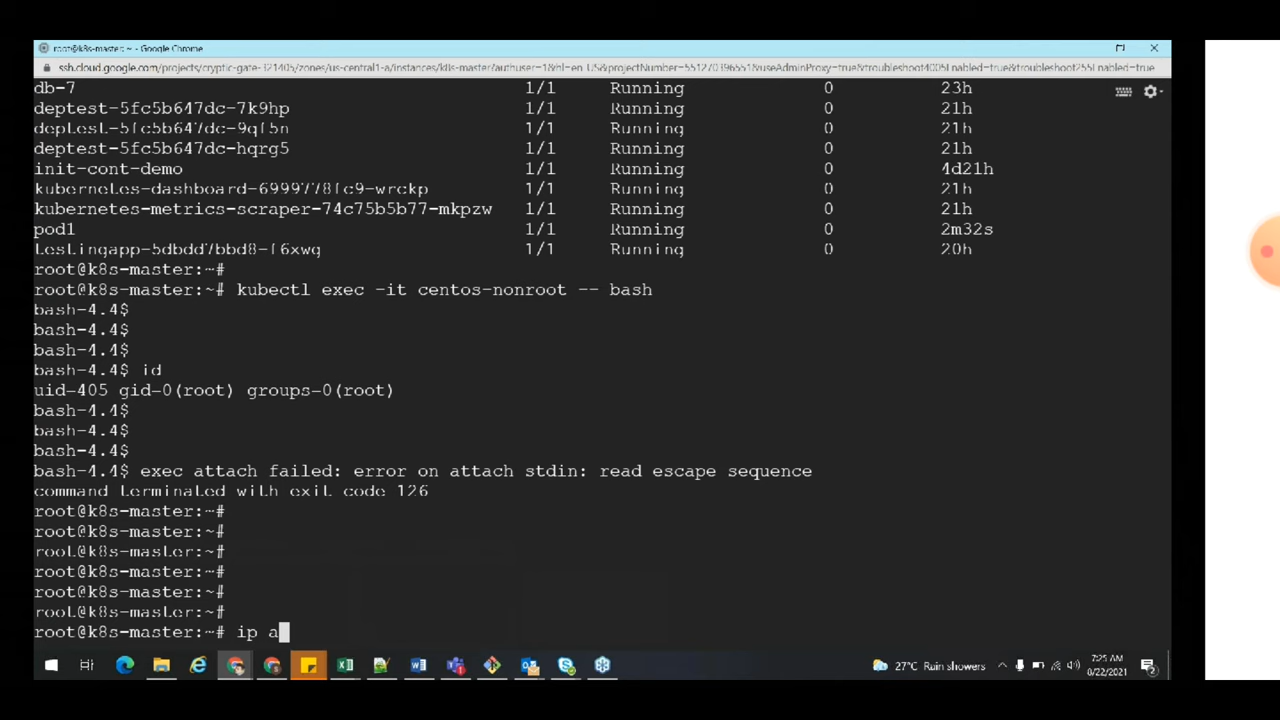 root@k8s-master: ~ - Google Chrome
ssh.cloud.google.com/projects/cryptic-gate-321405/zones/us-central1-a/instances/k8s-master?authuser=1&hl=en_US&projectNumber=551270396551&useAdminProxy=true&troubleshoot4005Enabled=true&troubleshoot255Enabled=true
db-7 1/1 Running 0 23h
deptest-5fc5b647dc-7k9hp 1/1 Running 0 21h
deptest-5fc5b647dc-9qf5n 1/1 Running 0 21h
deptest-5fc5b647dc-hqrg5 1/1 Running 0 21h
init-cont-demo 1/1 Running 0 4d21h
kubernetes-dashboard-6999778fc9-wrckp 1/1 Running 0 21h
kubernetes-metrics-scraper-74c75b5b77-mkpzw 1/1 Running 0 21h
pod1 1/1 Running 0 2m32s
testingapp-5dbdd7bbd8-f6xwg 1/1 Running 0 20h
root@k8s-master:~#
root@k8s-master:~# kubectl exec -it centos-nonroot -- bash
bash-4.4$
bash-4.4$
bash-4.4$
bash-4.4$ id
uid=405 gid=0(root) groups=0(root)
bash-4.4$
bash-4.4$
bash-4.4$
bash-4.4$ exec attach failed: error on attach stdin: read escape sequence
command terminated with exit code 126
root@k8s-master:~#
root@k8s-master:~#
root@k8s-master:~#
root@k8s-master:~#
root@k8s-master:~#
root@k8s-master:~#
root@k8s-master:~# ip a
27°C Rain showers
7:25 AM
8/22/2021